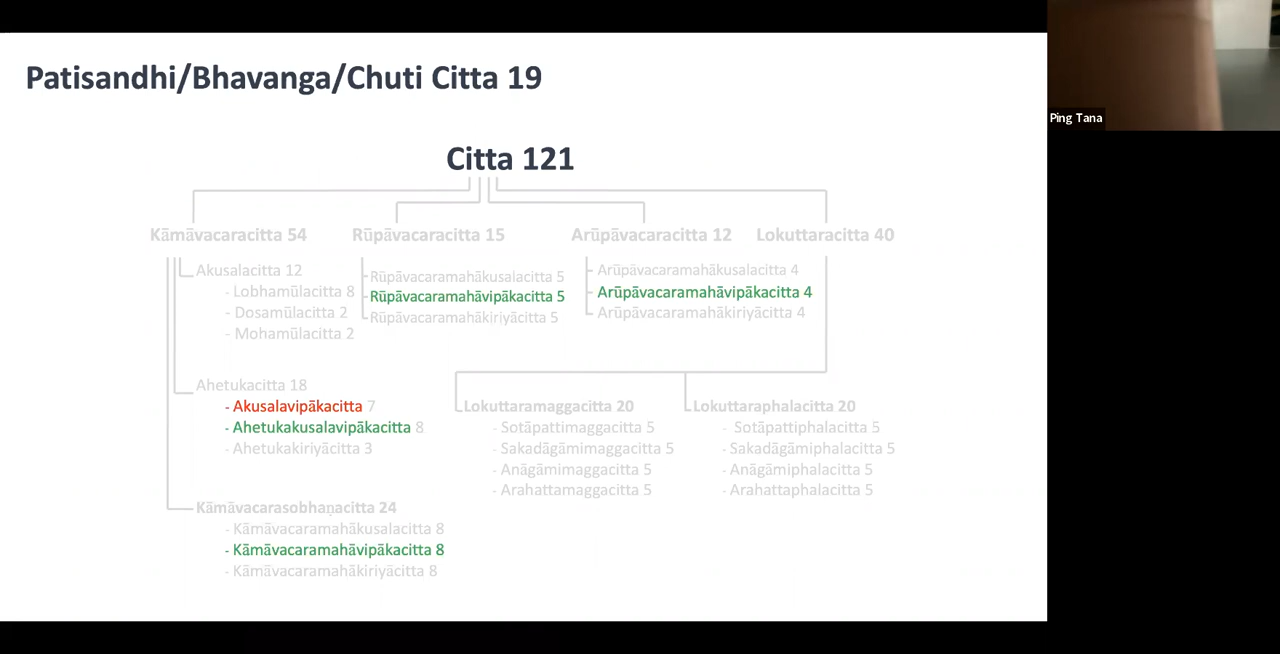 Patisandhi/Bhavanga/Chuti Citta 19
Ping Tana
Citta 121
Kāmāvacaracitta 54
Akusalacitta 12
- Lobhamūlacitta 8
- Dosamūlacitta 2
- Mohamūlacitta 2
Ahetukacitta 18
- Akusalavipākacitta 7
- Ahetukakusalavipākacitta 8
- Ahetukakiriyācitta 3
Kāmāvacarasobhaṇacitta 24
- Kāmāvacaramahākusalacitta 8
- Kāmāvacaramahāvipākacitta 8
- Kāmāvacaramahākiriyācitta 8
Rūpāvacaracitta 15
Rūpāvacaramahākusalacitta 5
Rūpāvacaramahāvipākacitta 5
Rūpāvacaramahākiriyācitta 5
Arūpāvacaracitta 12
Arūpāvacaramahākusalacitta 4
Arūpāvacaramahāvipākacitta 4
Arūpāvacaramahākiriyācitta 4
Lokuttaracitta 40
Lokuttaramaggacitta 20
- Sotāpattimaggacitta 5
- Sakadāgāmimaggacitta 5
- Anāgāmimaggacitta 5
- Arahattamaggacitta 5
Lokuttaraphalacitta 20
- Sotāpattiphalacitta 5
- Sakadāgāmiphalacitta 5
- Anāgāmiphalacitta 5
- Arahattaphalacitta 5